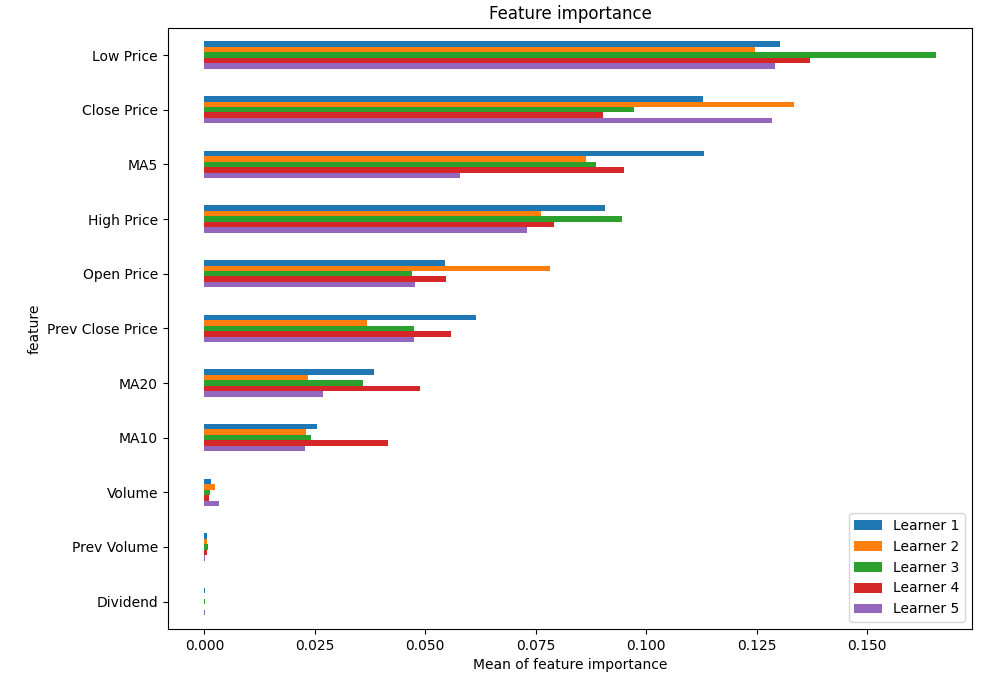 Feature importance
Low Price
Close Price
MA5
High Price
Open Price
Prev Close Price
MA20
MA10
Volume
Prev Volume
Dividend
feature
Learner 1
Learner 2
Learner 3
Learner 4
Learner 5
0.000 0.025 0.050 0.075 0.100 0.125 0.150
Mean of feature importance